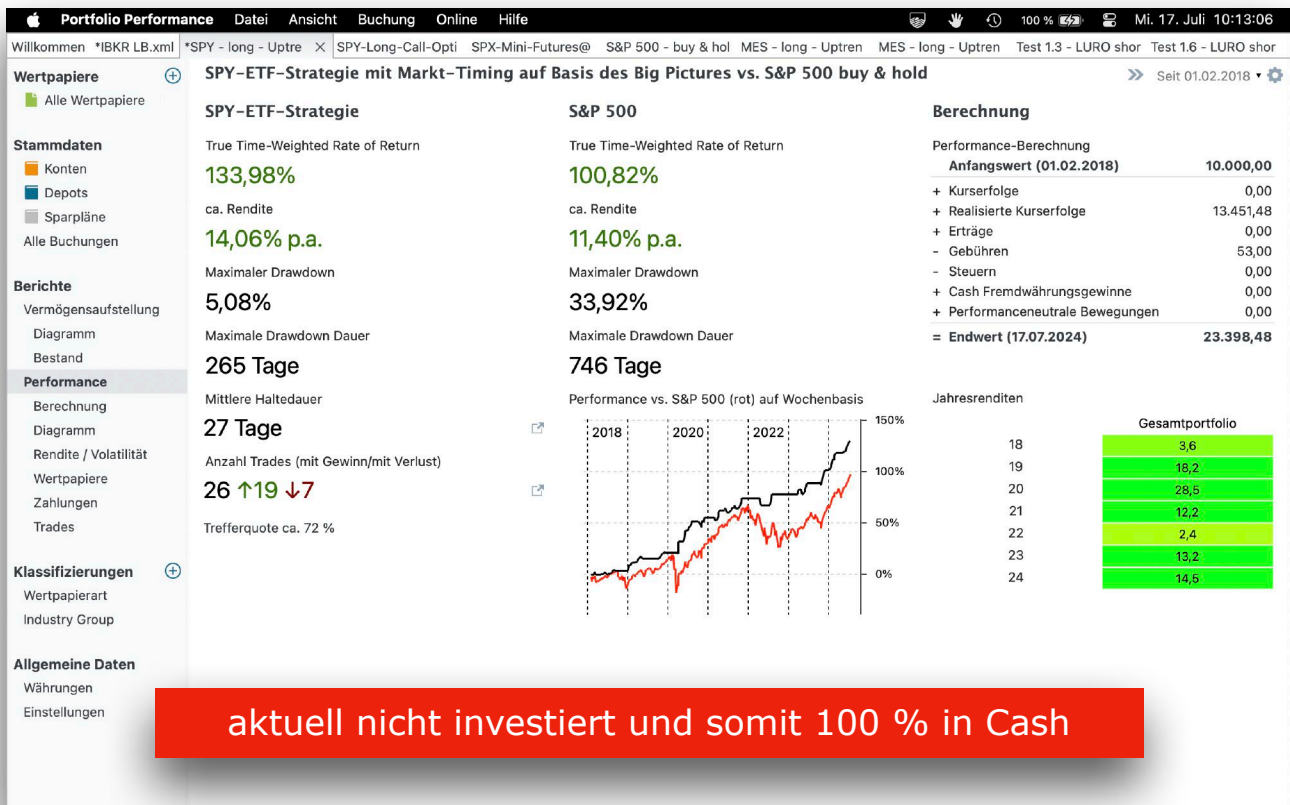 Portfolio Performance Datei Ansicht Buchung Online Hilfe 100 % Mi. 17. Juli 10:13:06
Willkommen *IBKR LB.xml *SPY - long - Uptre SPY-Long-Call-Opti SPX-Mini-Futures@ S&P 500 - buy & hol MES - long - Uptren MES - long - Uptren Test 1.3 - LURO shor Test 1.6 - LURO shor
Wertpapiere
Alle Wertpapiere
Stammdaten
Konten
Depots
Sparpläne
Alle Buchungen
Berichte
Vermögensaufstellung
Diagramm
Bestand
Performance
Berechnung
Diagramm
Rendite / Volatilität
Wertpapiere
Zahlungen
Trades
Klassifizierungen
Wertpapierart
Industry Group
Allgemeine Daten
Währungen
Einstellungen
SPY-ETF-Strategie mit Markt-Timing auf Basis des Big Pictures vs. S&P 500 buy & hold
Seit 01.02.2018
SPY-ETF-Strategie
True Time-Weighted Rate of Return
133,98%
ca. Rendite
14,06% p.a.
Maximaler Drawdown
5,08%
Maximale Drawdown Dauer
265 Tage
Mittlere Haltedauer
27 Tage
Anzahl Trades (mit Gewinn/mit Verlust)
26 ↑19 ↓7
Trefferquote ca. 72 %
S&P 500
True Time-Weighted Rate of Return
100,82%
ca. Rendite
11,40% p.a.
Maximaler Drawdown
33,92%
Maximale Drawdown Dauer
746 Tage
Performance vs. S&P 500 (rot) auf Wochenbasis
2018 2020 2022
150%
100%
50%
0%
Berechnung
Performance-Berechnung
Anfangswert (01.02.2018) 10.000,00
+ Kurserfolge 0,00
+ Realisierte Kurserfolge 13.451,48
+ Erträge 0,00
- Gebühren 53,00
- Steuern 0,00
+ Cash Fremdwährungsgewinne 0,00
+ Performanceneutrale Bewegungen 0,00
= Endwert (17.07.2024) 23.398,48
Jahresrenditen
Gesamtportfolio
18 3,6
19 18,2
20 28,5
21 12,2
22 2,4
23 13,2
24 14,5
aktuell nicht investiert und somit 100 % in Cash